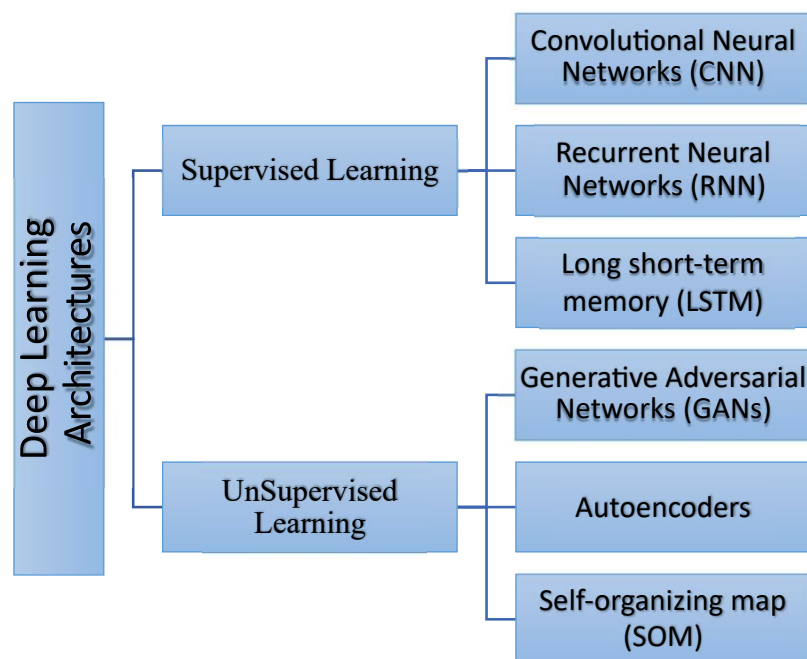 Deep Learning
Architectures
Supervised Learning
Convolutional Neural
Networks (CNN)
Recurrent Neural
Networks (RNN)
Long short-term
memory (LSTM)
UnSupervised
Learning
Generative Adversarial
Networks (GANs)
Autoencoders
Self-organizing map
(SOM)